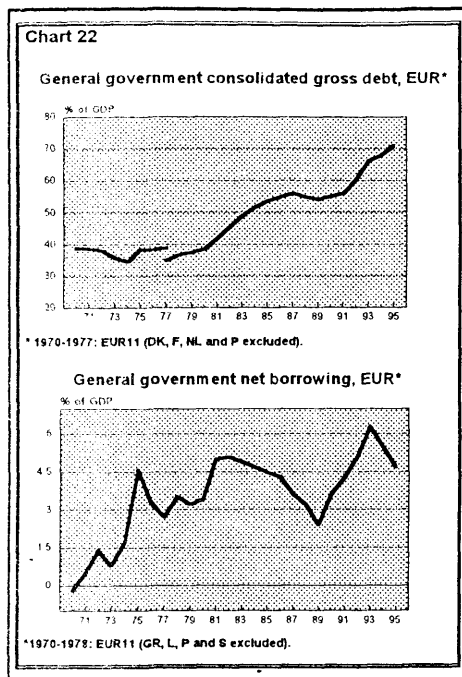 Chart 22
General government consolidated gross debt, EUR*
% of GDP
80
70
60
50
40
30
20
71 73 75 77 79 81 83 85 87 89 91 93 95
* 1970-1977: EUR11 (DK, F, NL and P excluded).
General government net borrowing, EUR*
% of GDP
6
4.5
3
1.5
0
71 73 75 77 79 81 83 85 87 89 91 93 95
*1970-1978: EUR11 (GR, L, P and S excluded).